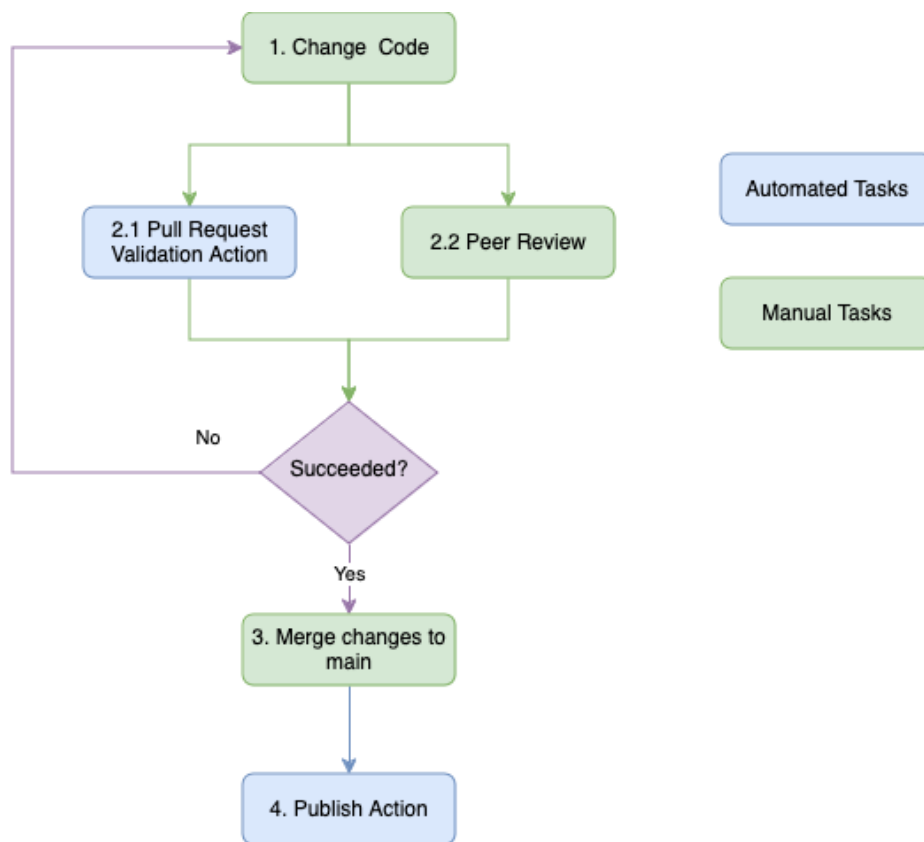 1. Change Code
2.1 Pull Request
Validation Action
2.2 Peer Review
Automated Tasks
Manual Tasks
No
Succeeded?
Yes
3. Merge changes to
main
4. Publish Action